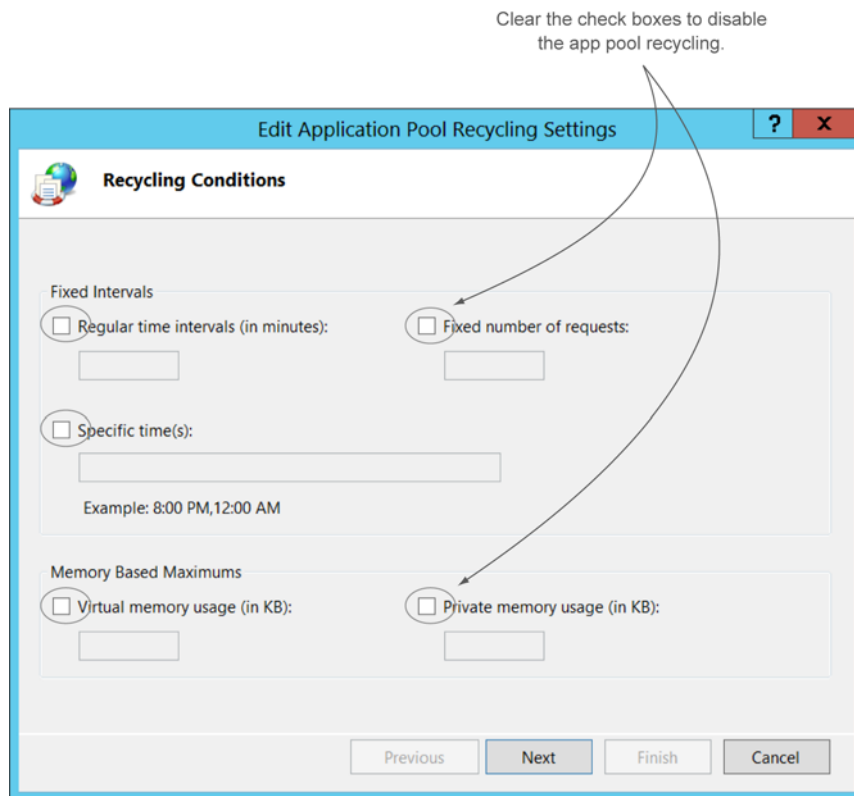 Clear the check boxes to disable
the app pool recycling.
Edit Application Pool Recycling Settings
? X
Recycling Conditions
Fixed Intervals
Regular time intervals (in minutes): Fixed number of requests:
Specific time(s):
Example: 8:00 PM,12:00 AM
Memory Based Maximums
Virtual memory usage (in KB): Private memory usage (in KB):
Previous Next Finish Cancel